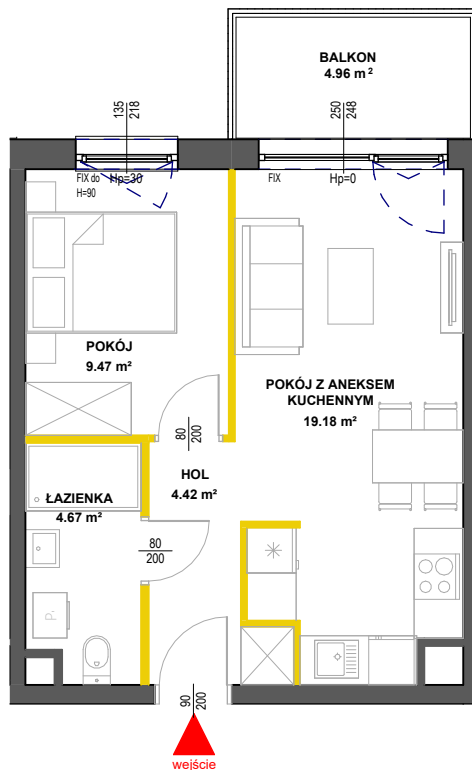 BALKON
4.96 m²
135
218
250
248
FIX do
H=90
Hp=30
FIX
Hp=0
POKÓJ
9.47 m²
POKÓJ Z ANEKSEM
KUCHENNYM
19.18 m²
80
200
HOL
4.42 m²
ŁAZIENKA
4.67 m²
80
200
P.
90
200
wejście